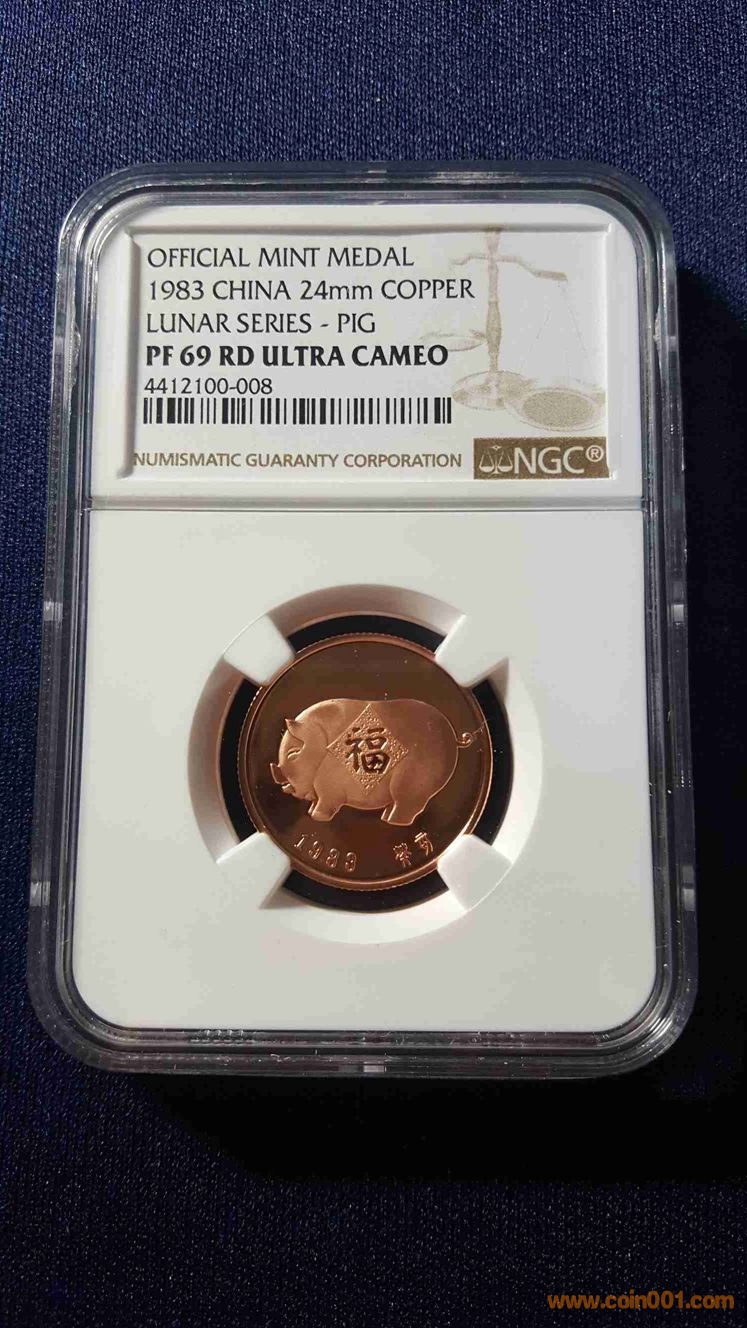 OFFICIAL MINT MEDAL
1983 CHINA 24mm COPPER
LUNAR SERIES - PIG
PF 69 RD ULTRA CAMEO
4412100-008
NUMISMATIC GUARANTY CORPORATION NGC®
福
1983 癸亥
www.coin001.com